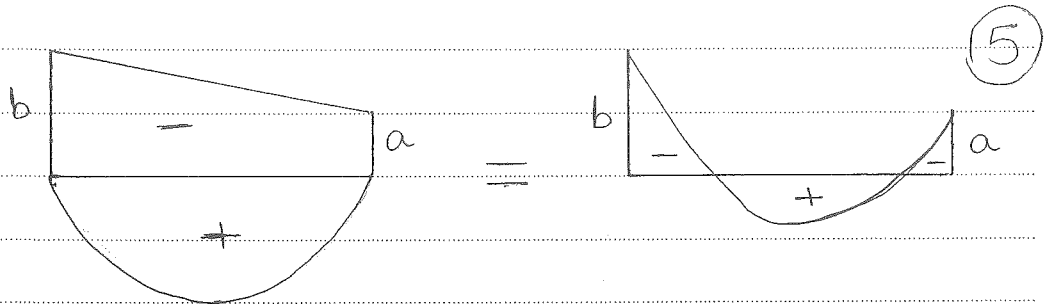 5
b − a = b − − a
+ +